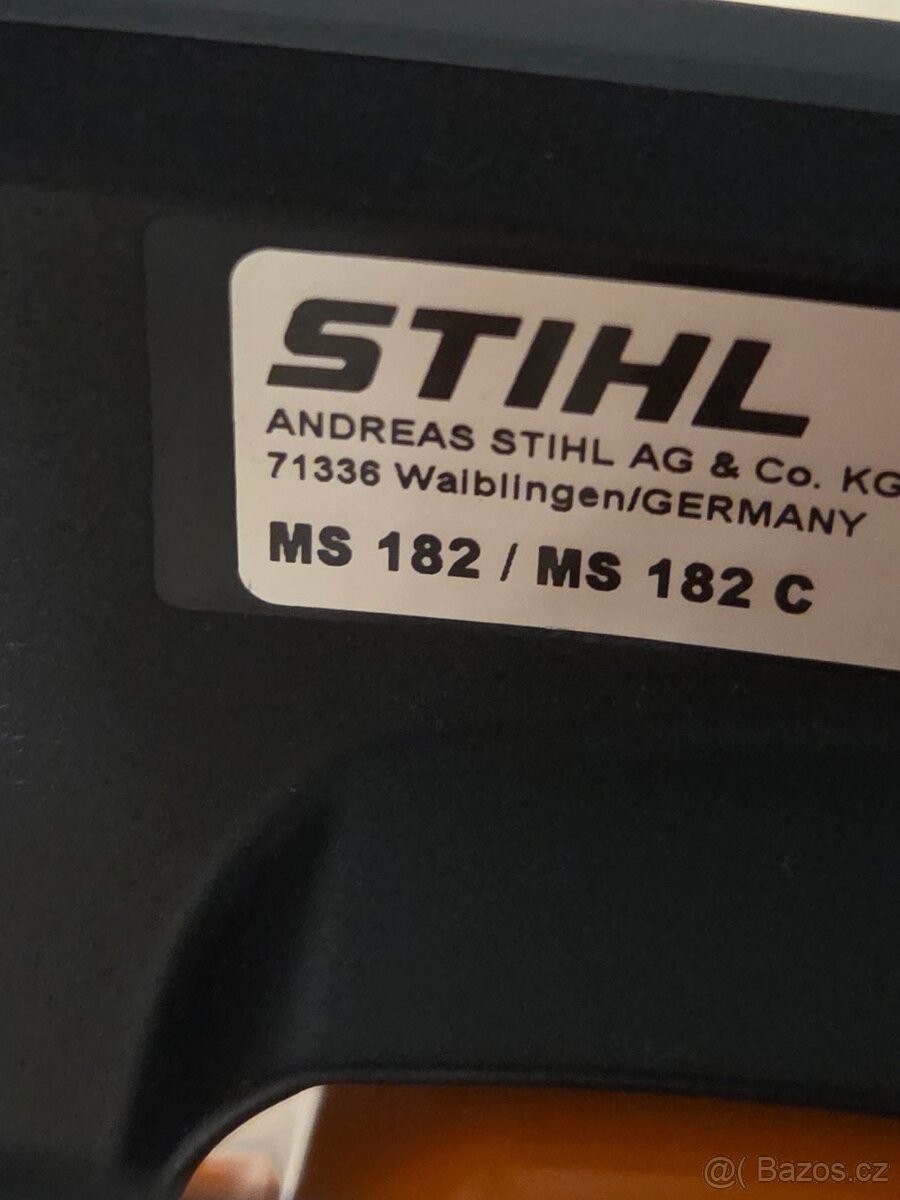 STIHL
ANDREAS STIHL AG & Co. KG
71336 Waiblingen/GERMANY
MS 182 / MS 182 C
@( Bazos.cz